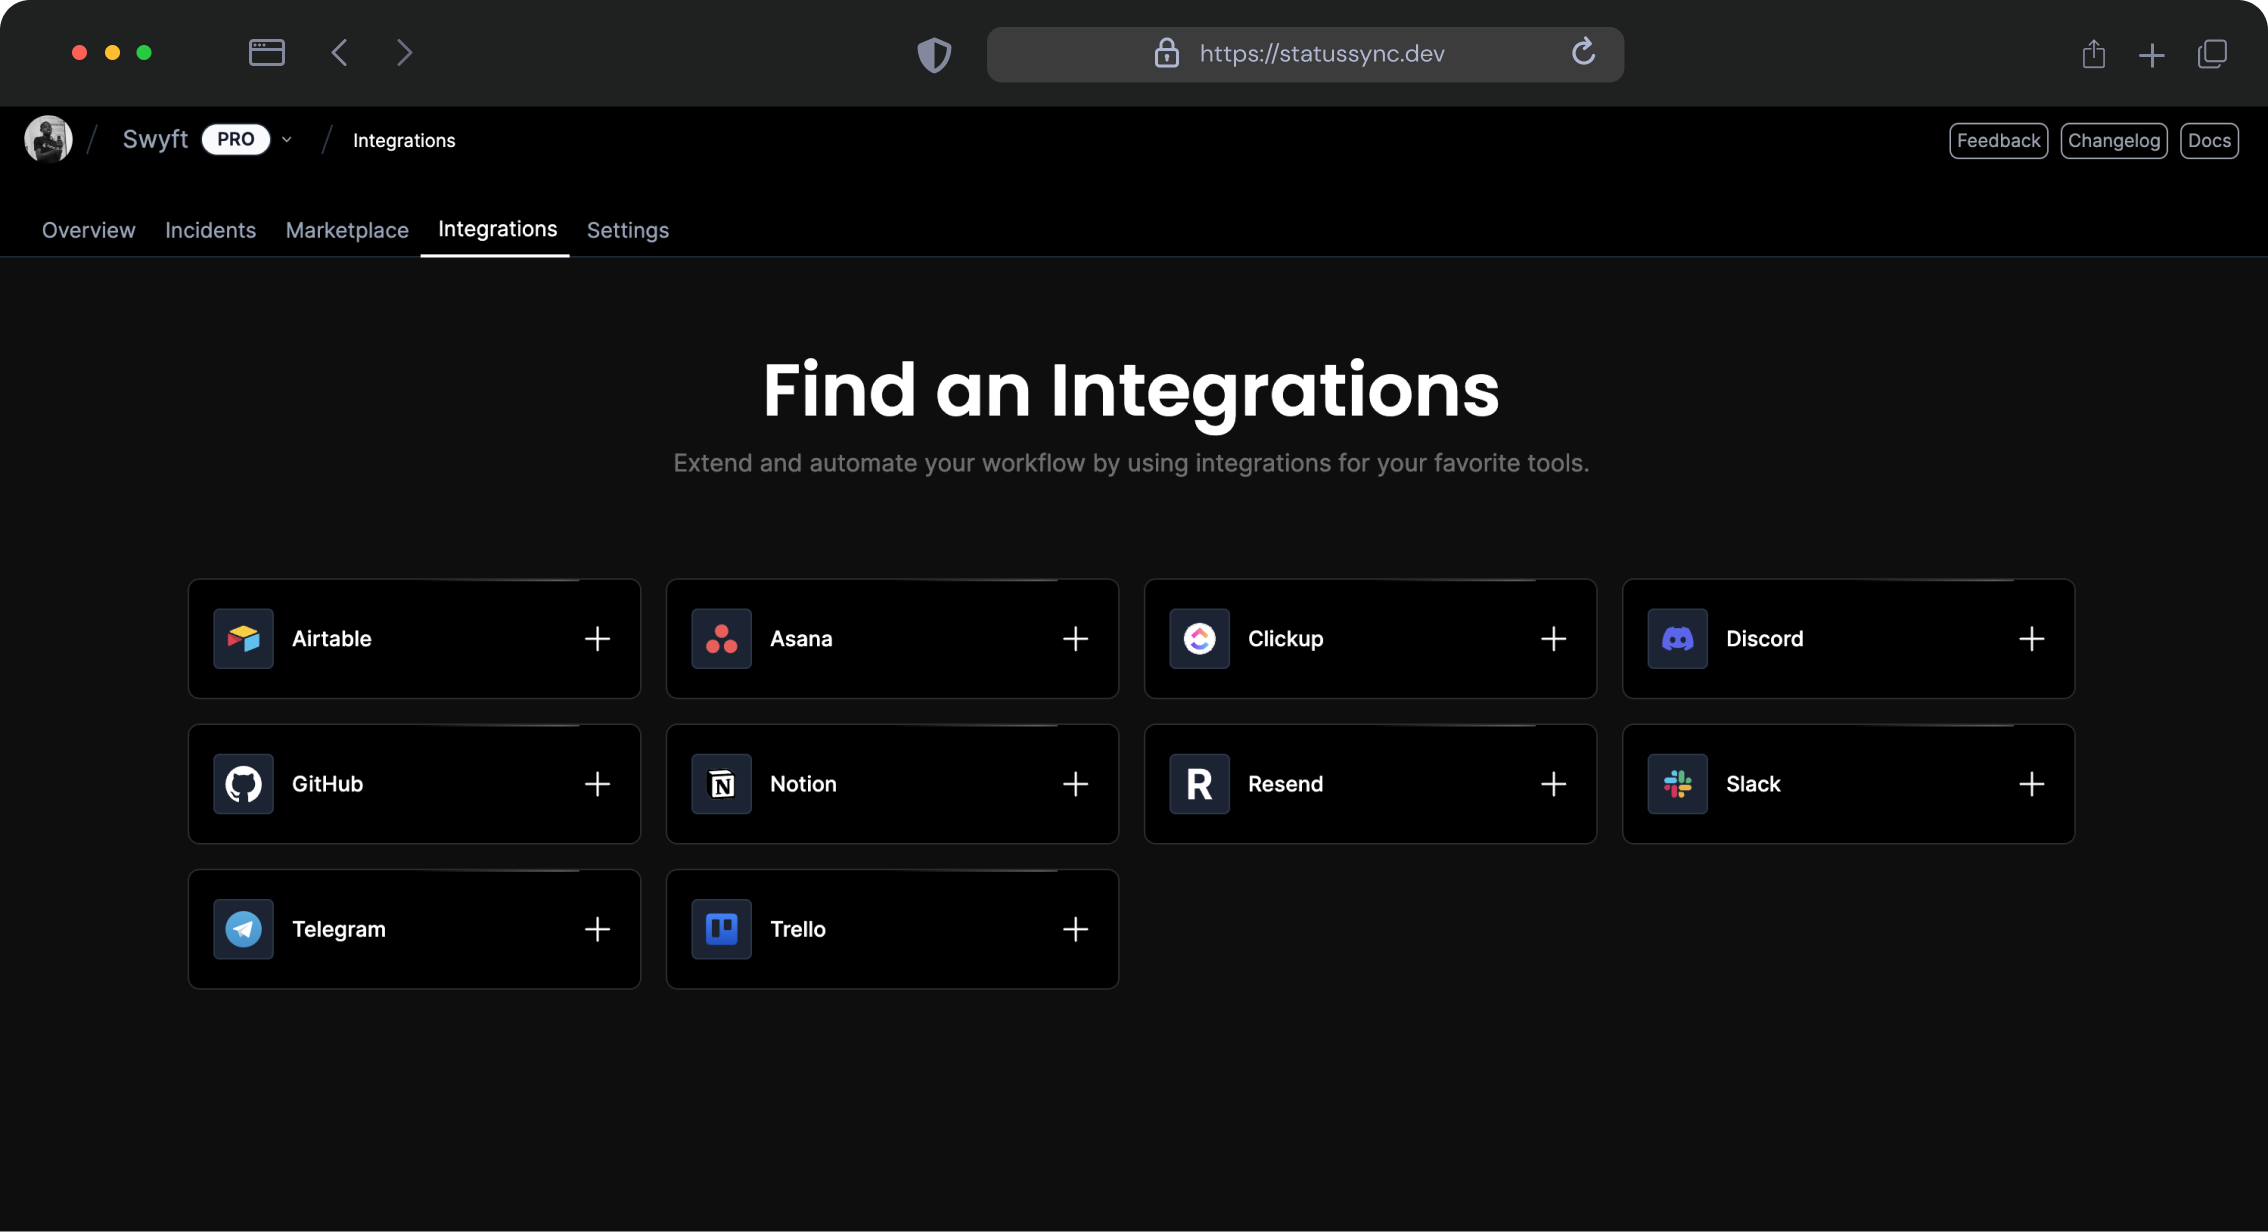 https://statussync.dev
/ Swyft PRO / Integrations
Feedback Changelog Docs
Overview Incidents Marketplace Integrations Settings
Find an Integrations
Extend and automate your workflow by using integrations for your favorite tools.
Airtable
Asana
Clickup
Discord
GitHub
N Notion
R Resend
Slack
Telegram
Trello